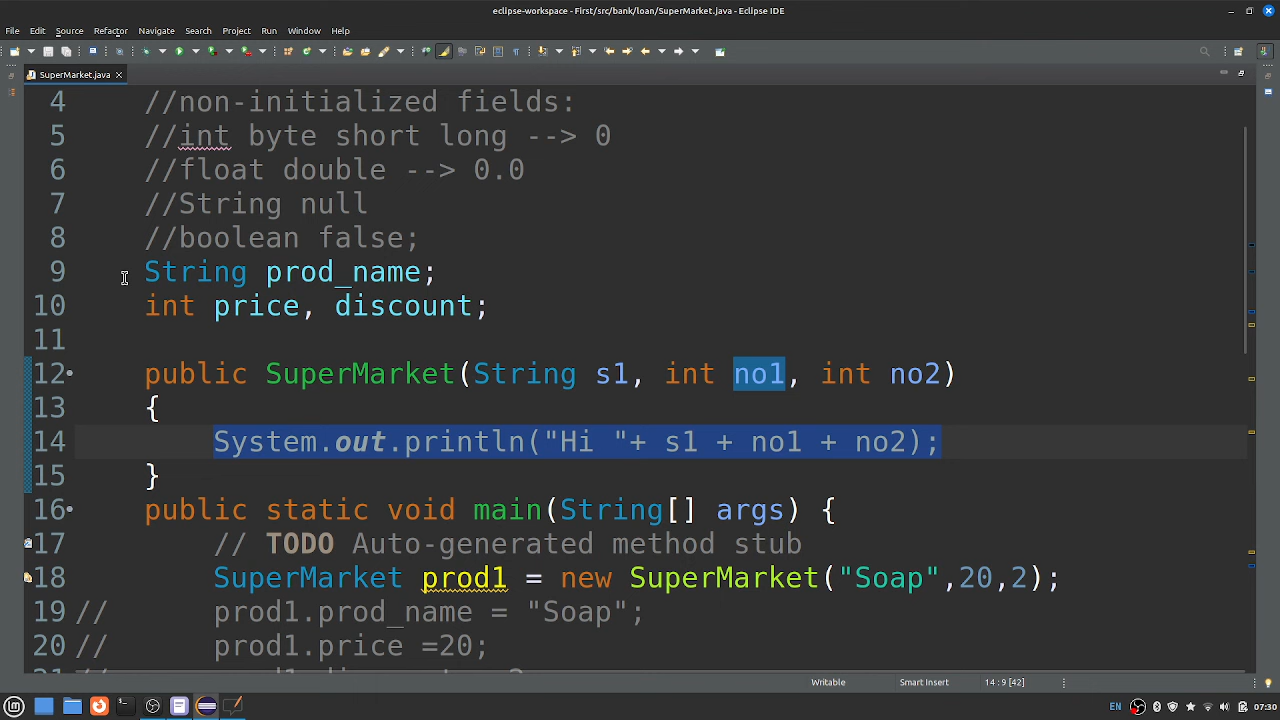 eclipse-workspace - First/src/bank/loan/SuperMarket.java - Eclipse IDE
File Edit Source Refactor Navigate Search Project Run Window Help
SuperMarket.java
4 //non-initialized fields:
5 //int byte short long --> 0
6 //float double --> 0.0
7 //String null
8 //boolean false;
9 String prod_name;
10 int price, discount;
11
12 public SuperMarket(String s1, int no1, int no2)
13 {
14 System.out.println("Hi "+ s1 + no1 + no2);
15 }
16 public static void main(String[] args) {
17 // TODO Auto-generated method stub
18 SuperMarket prod1 = new SuperMarket("Soap",20,2);
19 // prod1.prod_name = "Soap";
20 // prod1.price =20;
Writable Smart Insert 14 : 9 [42]
EN 07:30